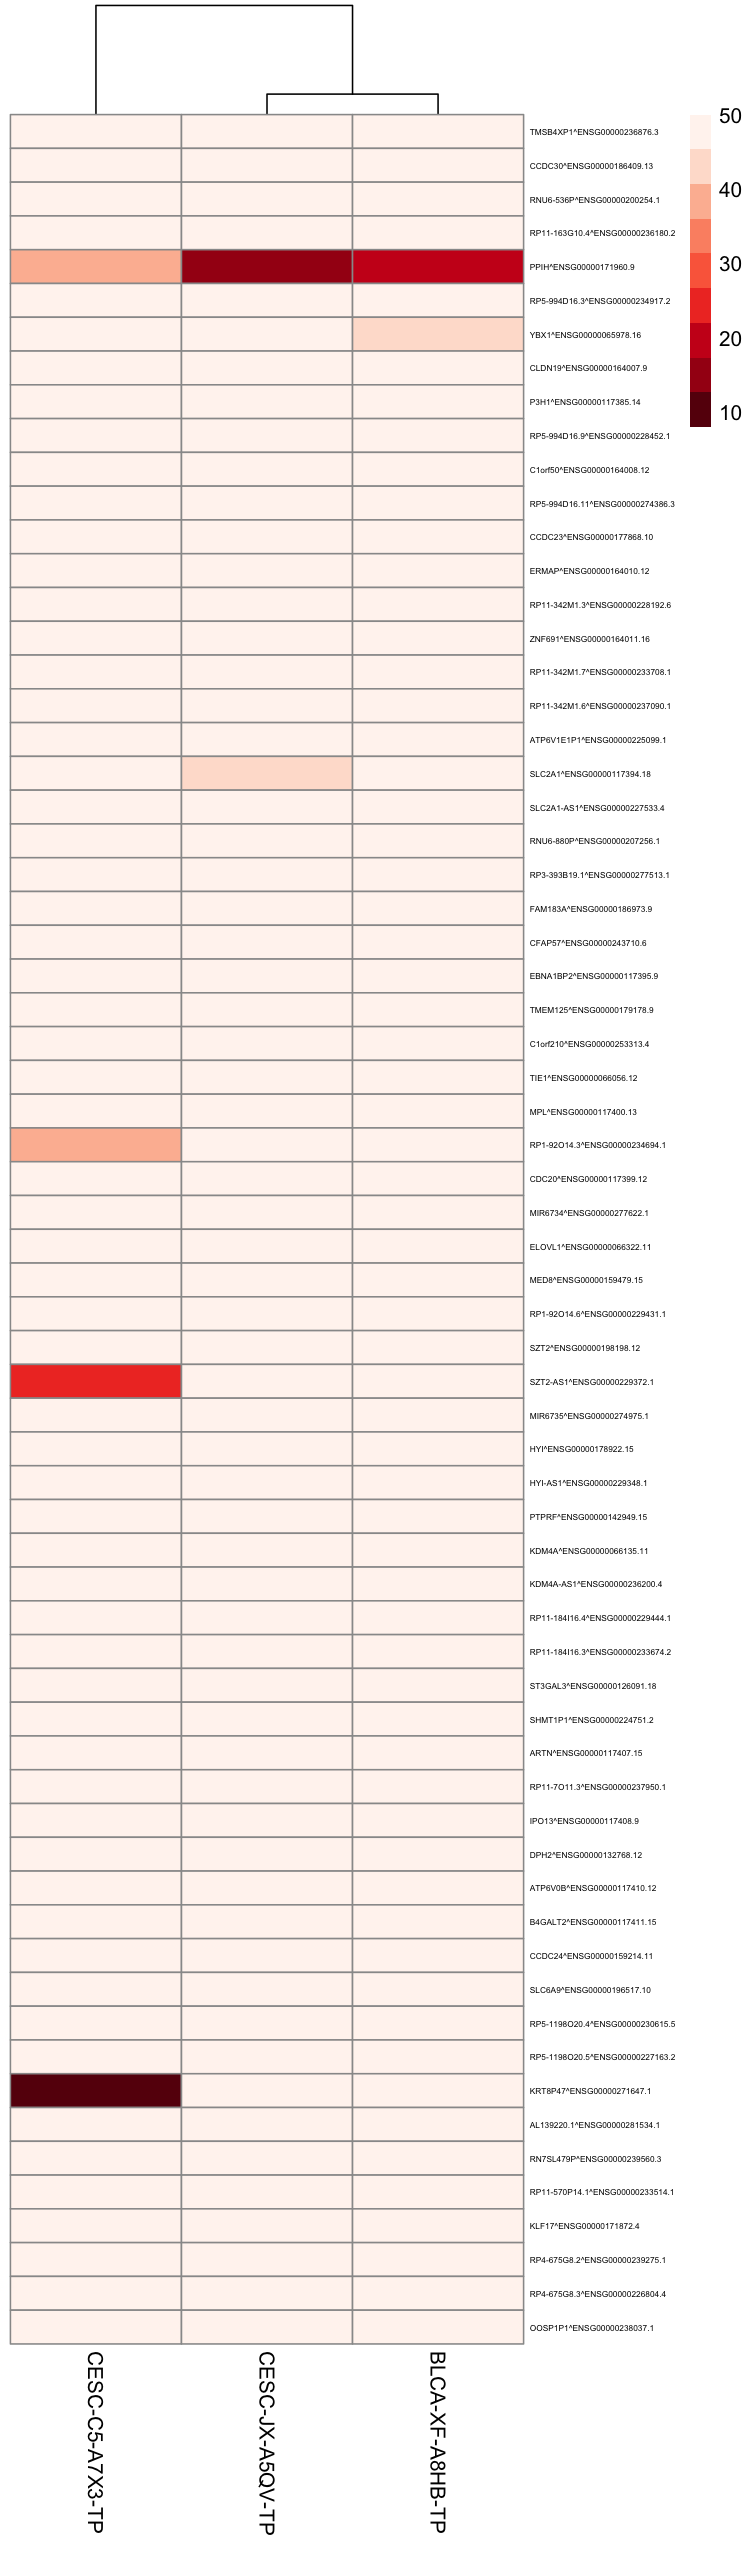 50
40
30
20
10
TMSB4XP1^ENSG00000236876.3
CCDC30^ENSG00000186409.13
RNU6-536P^ENSG00000200254.1
RP11-163G10.4^ENSG00000236180.2
PPIH^ENSG00000171960.9
RP5-994D16.3^ENSG00000234917.2
YBX1^ENSG00000065978.16
CLDN19^ENSG00000164007.9
P3H1^ENSG00000117385.14
RP5-994D16.9^ENSG00000228452.1
C1orf50^ENSG00000164008.12
RP5-994D16.11^ENSG00000274386.3
CCDC23^ENSG00000177868.10
ERMAP^ENSG00000164010.12
RP11-342M1.3^ENSG00000228192.6
ZNF691^ENSG00000164011.16
RP11-342M1.7^ENSG00000233708.1
RP11-342M1.6^ENSG00000237090.1
ATP6V1E1P1^ENSG00000225099.1
SLC2A1^ENSG00000117394.18
SLC2A1-AS1^ENSG00000227533.4
RNU6-880P^ENSG00000207256.1
RP3-393B19.1^ENSG00000277513.1
FAM183A^ENSG00000186973.9
CFAP57^ENSG00000243710.6
EBNA1BP2^ENSG00000117395.9
TMEM125^ENSG00000179178.9
C1orf210^ENSG00000253313.4
TIE1^ENSG00000066056.12
MPL^ENSG00000117400.13
RP1-92O14.3^ENSG00000234694.1
CDC20^ENSG00000117399.12
MIR6734^ENSG00000277622.1
ELOVL1^ENSG00000066322.11
MED8^ENSG00000159479.15
RP1-92O14.6^ENSG00000229431.1
SZT2^ENSG00000198198.12
SZT2-AS1^ENSG00000229372.1
MIR6735^ENSG00000274975.1
HYI^ENSG00000178922.15
HYI-AS1^ENSG00000229348.1
PTPRF^ENSG00000142949.15
KDM4A^ENSG00000066135.11
KDM4A-AS1^ENSG00000236200.4
RP11-184I16.4^ENSG00000229444.1
RP11-184I16.3^ENSG00000233674.2
ST3GAL3^ENSG00000126091.18
SHMT1P1^ENSG00000224751.2
ARTN^ENSG00000117407.15
RP11-7O11.3^ENSG00000237950.1
IPO13^ENSG00000117408.9
DPH2^ENSG00000132768.12
ATP6V0B^ENSG00000117410.12
B4GALT2^ENSG00000117411.15
CCDC24^ENSG00000159214.11
SLC6A9^ENSG00000196517.10
RP5-1198O20.4^ENSG00000230615.5
RP5-1198O20.5^ENSG00000227163.2
KRT8P47^ENSG00000271647.1
AL139220.1^ENSG00000281534.1
RN7SL479P^ENSG00000239560.3
RP11-570P14.1^ENSG00000233514.1
KLF17^ENSG00000171872.4
RP4-675G8.2^ENSG00000239275.1
RP4-675G8.3^ENSG00000226804.4
OOSP1P1^ENSG00000238037.1
CESC-C5-A7X3-TP
CESC-JX-A5QV-TP
BLCA-XF-A8HB-TP